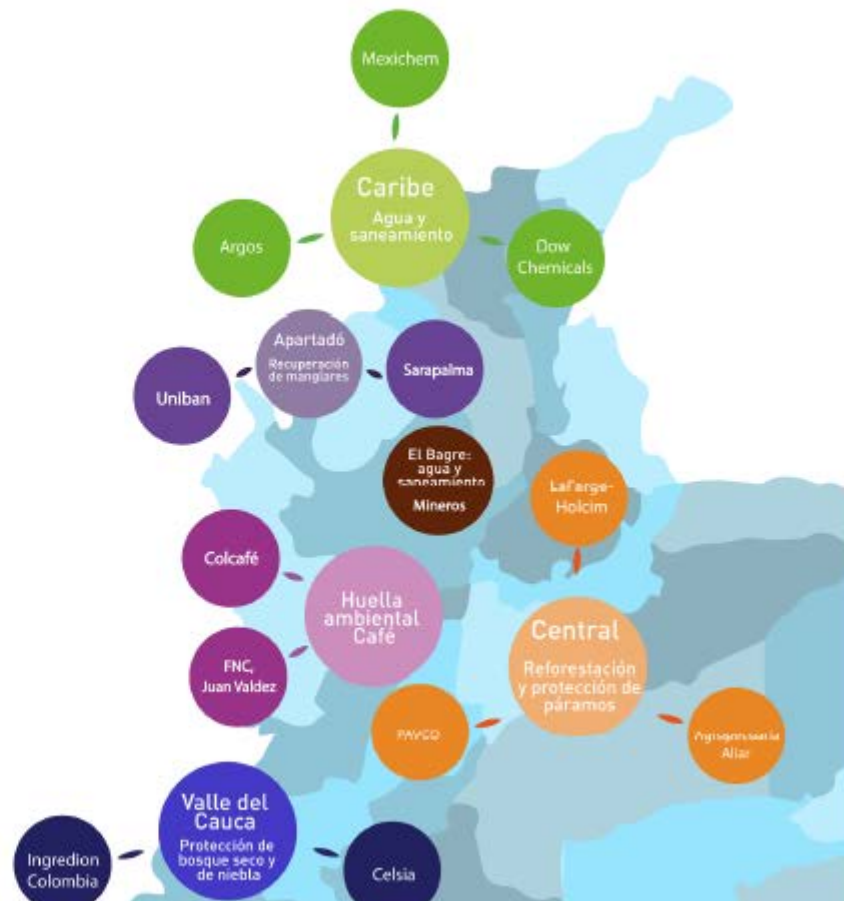 Mexichem
Caribe
Agua y
saneamiento
Argos
Dow
Chemicals
Apartadó
Recuperación
de manglares
Uniban
Sarapalma
El Bagre:
agua y
saneamiento
Mineros
LaFarge-
Holcim
Colcafé
Huella
ambiental
Café
FNC,
Juan Valdez
Central
Reforestación
y protección de
páramos
PAVCO
Aliar
Valle del
Cauca
Protección de
bosque seco y
de niebla
Ingredion
Colombia
Celsia